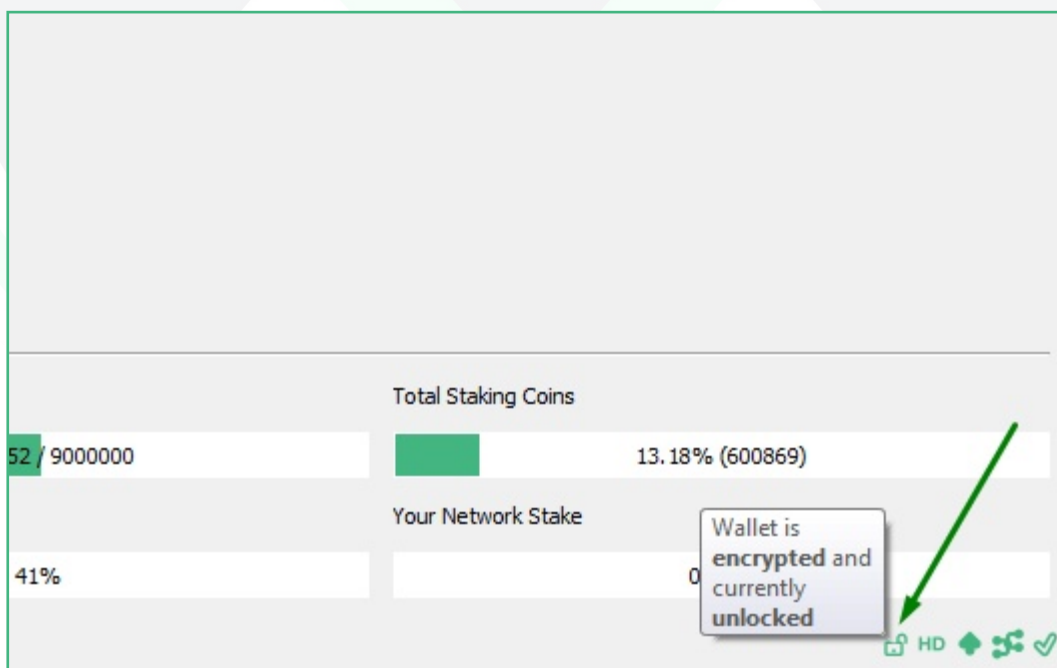 Total Staking Coins
52 / 9000000
13.18% (600869)
Your Network Stake
41%
0
Wallet is
encrypted and
currently
unlocked
HD